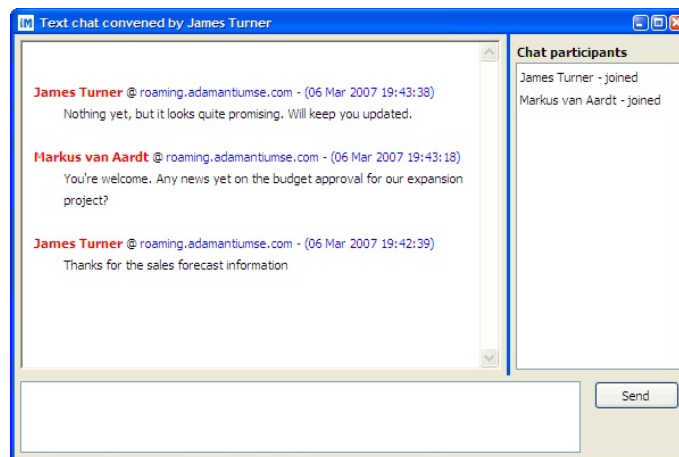 iM Text chat convened by James Turner
James Turner @ roaming.adamantiumse.com - (06 Mar 2007 19:43:38)
Nothing yet, but it looks quite promising. Will keep you updated.
Markus van Aardt @ roaming.adamantiumse.com - (06 Mar 2007 19:43:18)
You're welcome. Any news yet on the budget approval for our expansion
project?
James Turner @ roaming.adamantiumse.com - (06 Mar 2007 19:42:39)
Thanks for the sales forecast information
Chat participants
James Turner - joined
Markus van Aardt - joined
Send